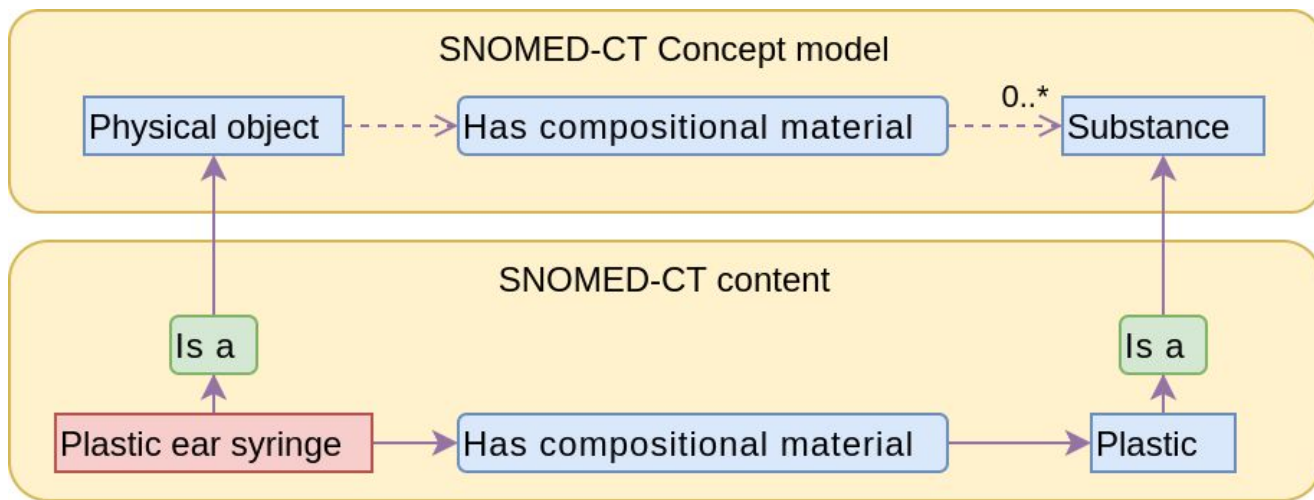 SNOMED-CT Concept model
0..*
Physical object
Has compositional material
Substance
SNOMED-CT content
Is a
Is a
Plastic ear syringe
Has compositional material
Plastic